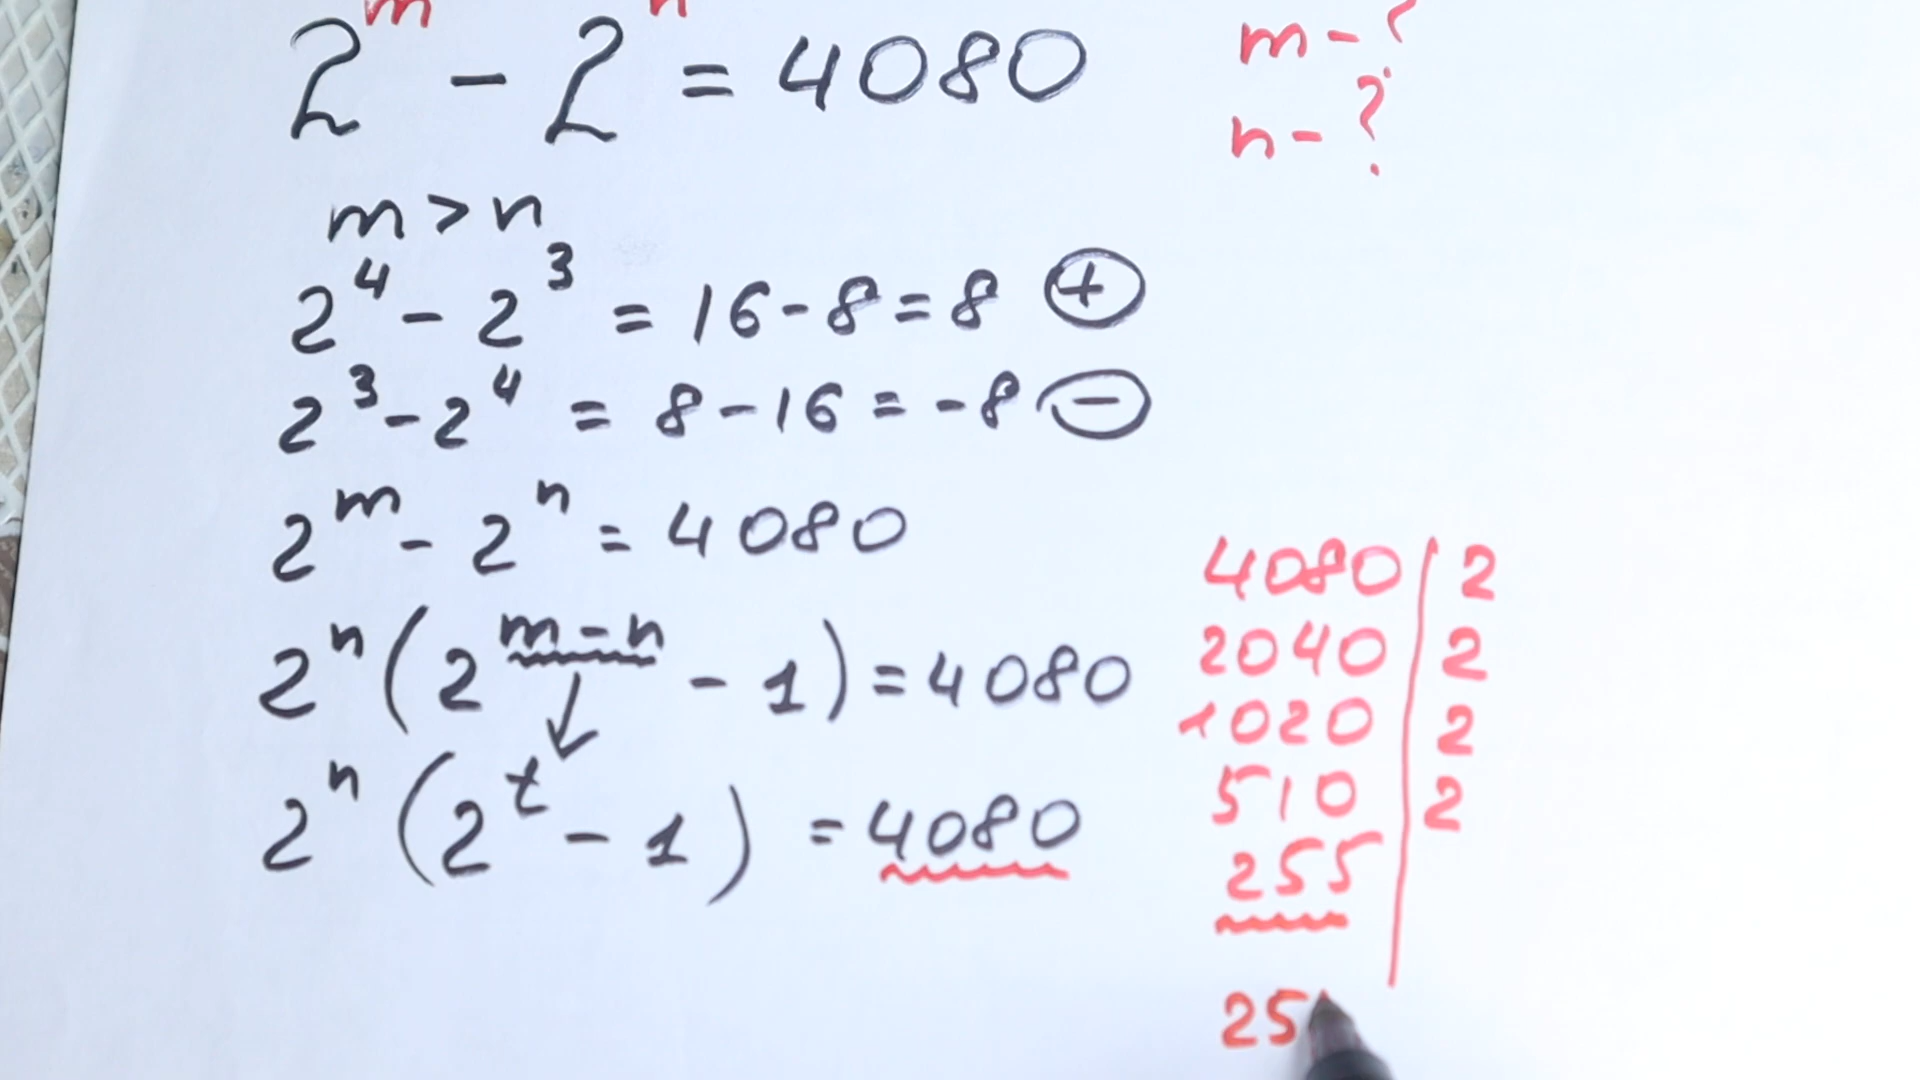 2^m - 2^n = 4080
m - ?
n - ?
m > n
2^4 - 2^3 = 16 - 8 = 8 (+)
2^3 - 2^4 = 8 - 16 = -8 (-)
2^m - 2^n = 4080
2^n (2^{m-n} - 1) = 4080
↓
2^n (2^t - 1) = 4080
4080 | 2
2040 | 2
1020 | 2
510 | 2
255 |
25